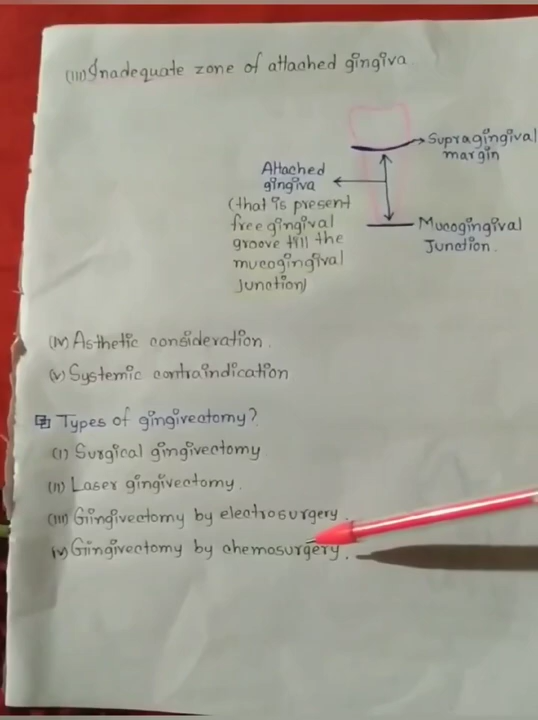 (III) Inadequate zone of attached gingiva
Supragingival
margin
Attached
gingiva
(that is present
free gingival
groove till the
mucogingival
junction)
Mucogingival
Junction.
(IV) Asthetic consideration.
(V) Systemic contraindication
Types of gingivectomy?
(I) Surgical gingivectomy
(II) Laser gingivectomy.
(III) Giingivectomy by electrosurgery.
IV) Giingivectomy by chemosurgery.